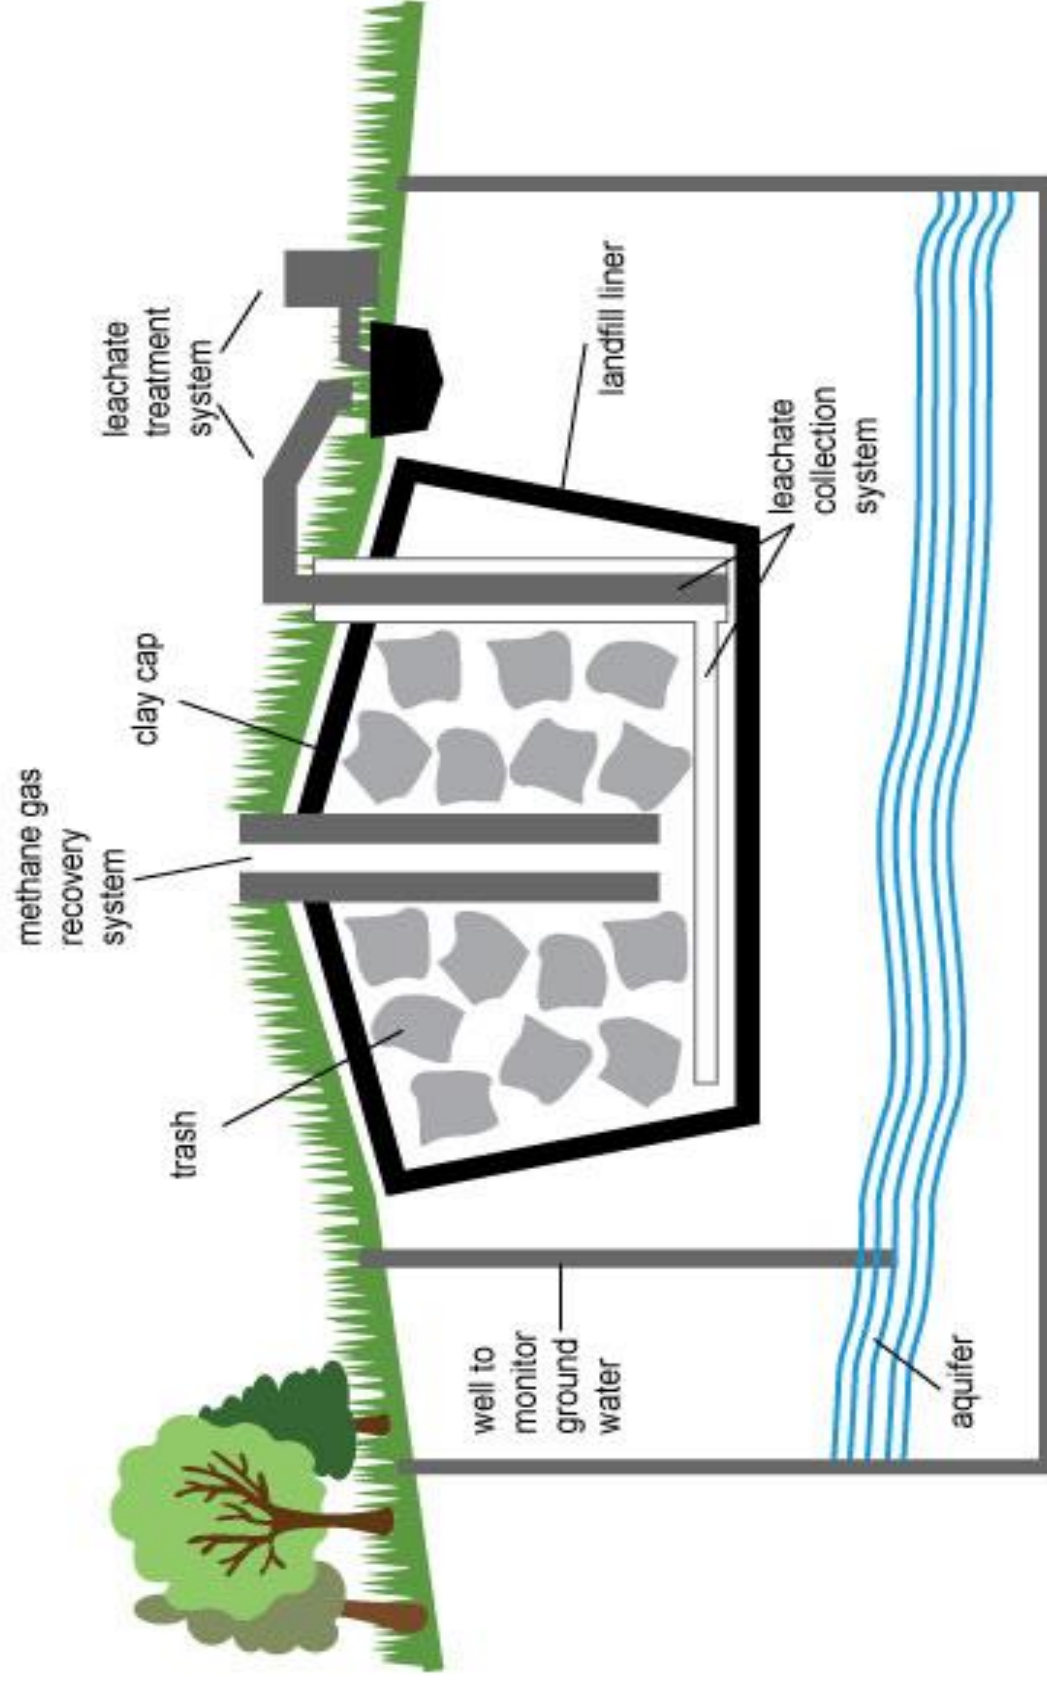 methane gas
recovery
system
clay cap
leachate
treatment
system
trash
landfill liner
leachate
collection
system
well to
monitor
ground
water
aquifer